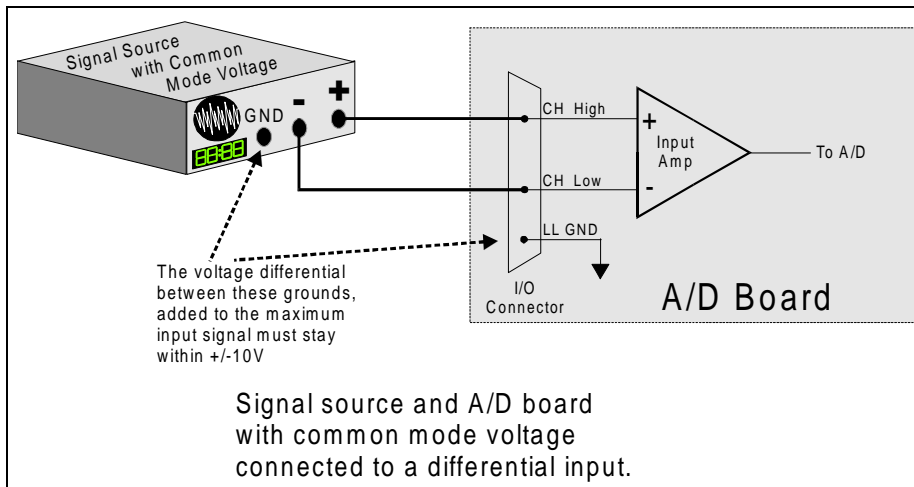 Signal Source
with Common
Mode Voltage
GND
-
+
88:88
CH High
+
Input
Amp
To A/D
CH Low
-
LL GND
I/O
Connector
A/D Board
The voltage differential
between these grounds,
added to the maximum
input signal must stay
within +/-10V
Signal source and A/D board
with common mode voltage
connected to a differential input.